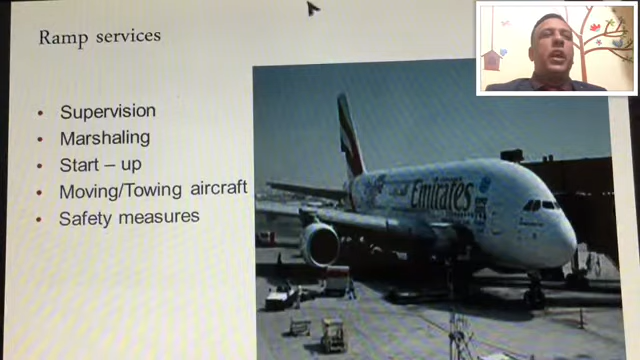 Ramp services
Supervision
Marshaling
Start – up
Moving/Towing aircraft
Safety measures
Emirates